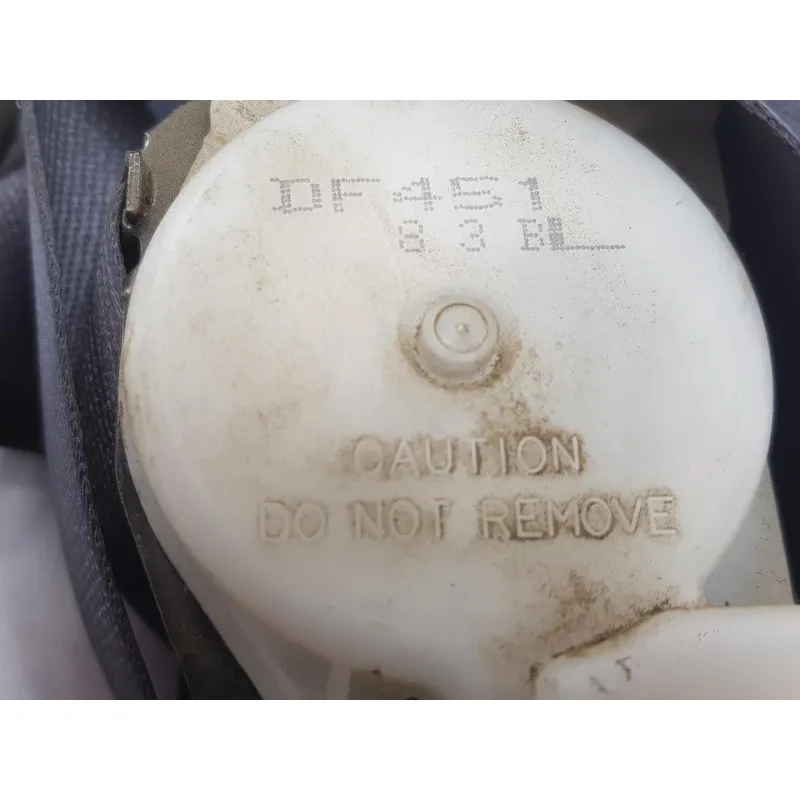 DF451
8 3 BL
CAUTION
DO NOT REMOVE